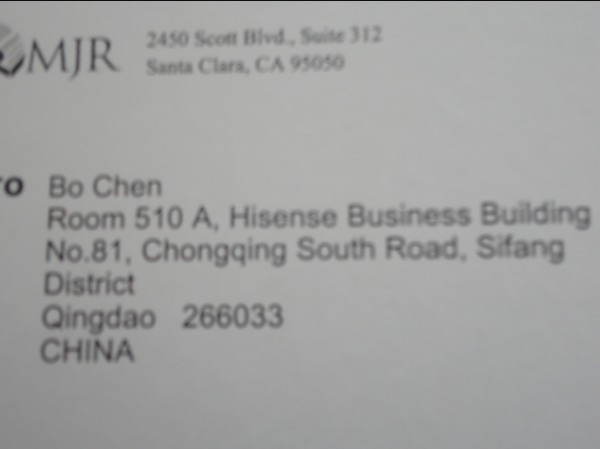 MJR
2450 Scott Blvd., Suite 312
Santa Clara, CA 95050
TO Bo Chen
Room 510 A, Hisense Business Building
No.81, Chongqing South Road, Sifang
District
Qingdao 266033
CHINA